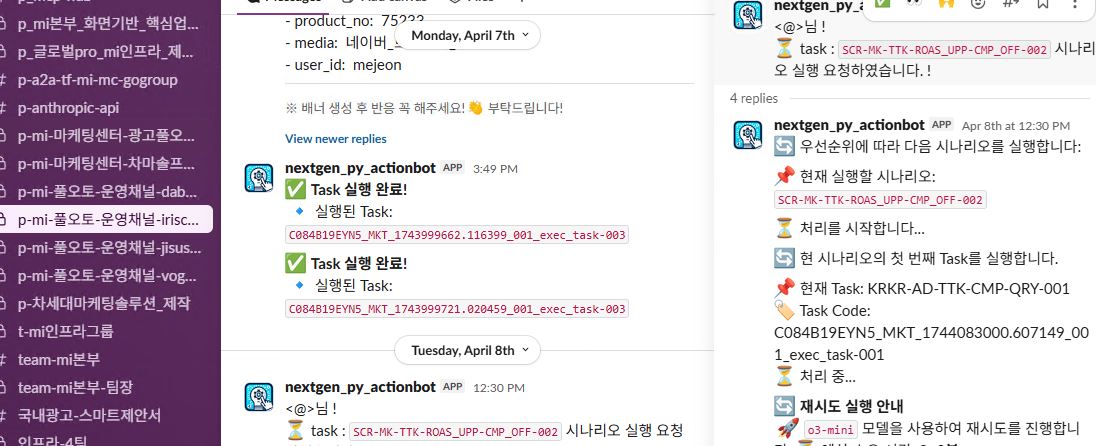 p_mi본부_화면기반_핵심업...
p_글로벌pro_mi인프라_제...
p-a2a-tf-mi-mc-gogroup
p-anthropic-api
p-mi-마케팅센터-광고풀오...
p-mi-마케팅센터-차마솔프...
p-mi-풀오토-운영채널-dab...
p-mi-풀오토-운영채널-irisc...
p-mi-풀오토-운영채널-jisus...
p-mi-풀오토-운영채널-vog...
p-차세대마케팅솔루션_제작
t-mi인프라그룹
team-mi본부
team-mi본부-팀장
국내광고-스마트제안서
인프라-4팀
- product_no:
Monday, April 7th
- media: 네이버_
- user_id: mejeon
※ 배너 생성 후 반응 꼭 해주세요! 👋 부탁드립니다!
View newer replies
nextgen_py_actionbot APP 3:49 PM
✅ Task 실행 완료!
🔹 실행된 Task:
C084B19EYN5_MKT_1743999662.116399_001_exec_task-003
✅ Task 실행 완료!
🔹 실행된 Task:
C084B19EYN5_MKT_1743999721.020459_001_exec_task-003
Tuesday, April 8th
nextgen_py_actionbot APP 12:30 PM
<@>님 !
⏳ task : SCR-MK-TTK-ROAS_UPP-CMP_OFF-002 시나리오 실행 요청
nextgen_py_a
<@>님 !
⏳ task : SCR-MK-TTK-ROAS_UPP-CMP_OFF-002 시나리
오 실행 요청하였습니다. !
4 replies
nextgen_py_actionbot APP Apr 8th at 12:30 PM
🔄 우선순위에 따라 다음 시나리오를 실행합니다:
📌 현재 실행할 시나리오:
SCR-MK-TTK-ROAS_UPP-CMP_OFF-002
⏳ 처리를 시작합니다...
🔄 현 시나리오의 첫 번째 Task를 실행합니다.
📌 현재 Task: KRKR-AD-TTK-CMP-QRY-001
🏷️ Task Code:
C084B19EYN5_MKT_1744083000.607149_00
1_exec_task-001
⏳ 처리 중...
🔄 재시도 실행 안내
🚀 o3-mini 모델을 사용하여 재시도를 진행합니